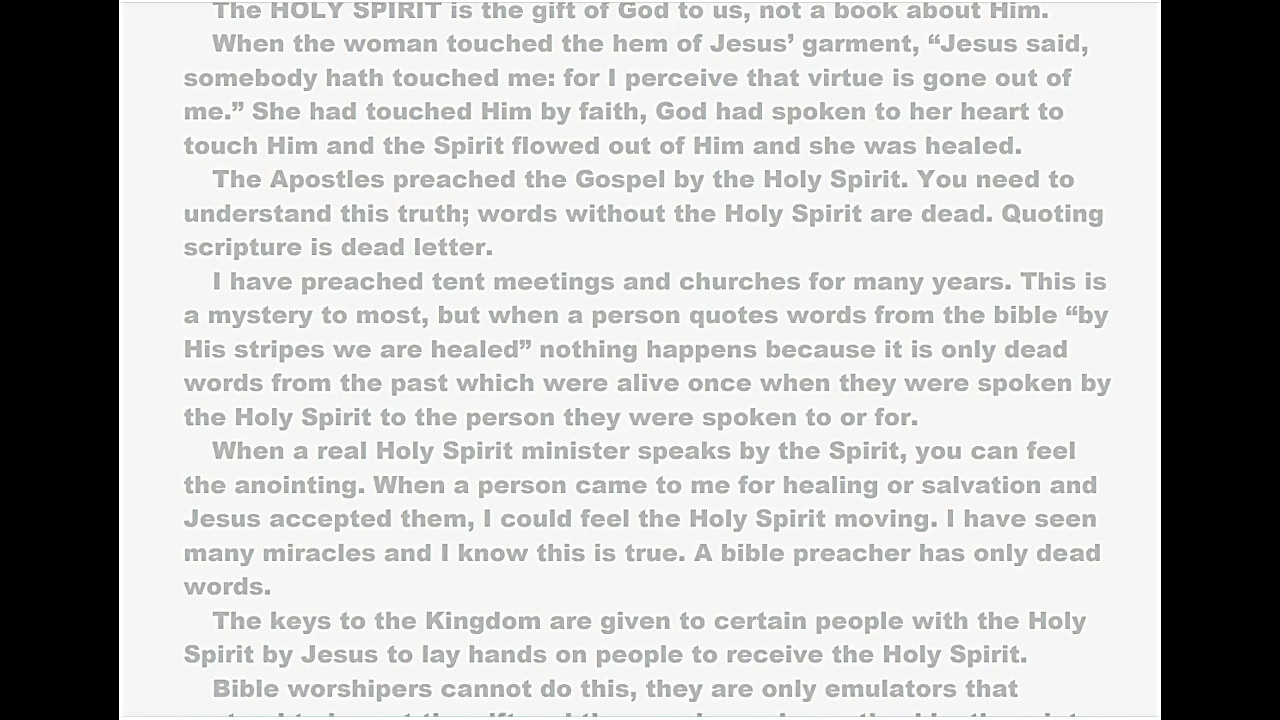 The HOLY SPIRIT is the gift of God to us, not a book about Him.
When the woman touched the hem of Jesus’ garment, “Jesus said,
somebody hath touched me: for I perceive that virtue is gone out of
me.” She had touched Him by faith, God had spoken to her heart to
touch Him and the Spirit flowed out of Him and she was healed.
The Apostles preached the Gospel by the Holy Spirit. You need to
understand this truth; words without the Holy Spirit are dead. Quoting
scripture is dead letter.
I have preached tent meetings and churches for many years. This is
a mystery to most, but when a person quotes words from the bible “by
His stripes we are healed” nothing happens because it is only dead
words from the past which were alive once when they were spoken by
the Holy Spirit to the person they were spoken to or for.
When a real Holy Spirit minister speaks by the Spirit, you can feel
the anointing. When a person came to me for healing or salvation and
Jesus accepted them, I could feel the Holy Spirit moving. I have seen
many miracles and I know this is true. A bible preacher has only dead
words.
The keys to the Kingdom are given to certain people with the Holy
Spirit by Jesus to lay hands on people to receive the Holy Spirit.
Bible worshipers cannot do this, they are only emulators that